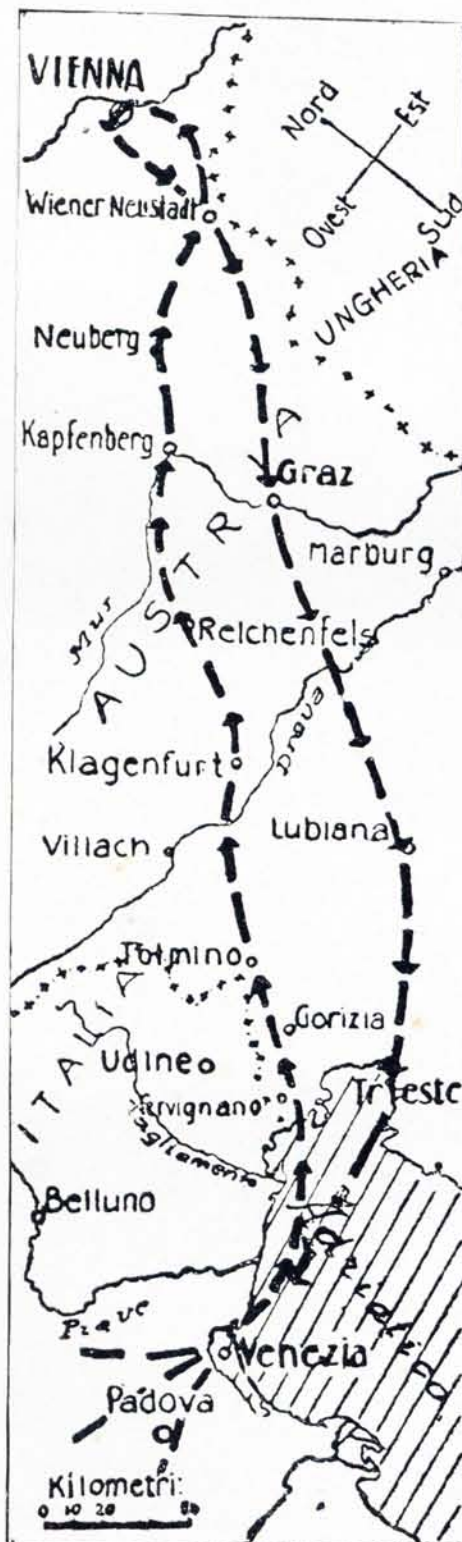 VIENNA
Nord
Est
Ovest
Sud
Wiener Neustadt
UNGHERIA
Neuberg
Kapfenberg
Graz
AUSTRIA
Marburg
Mur
Reichenfels
Drava
Klagenfurt
Lubiana
Villach
Tolmino
Gorizia
ITALIA
Udine
Cervignano
Trieste
Tagliamento
Belluno
Piave
Venezia
Padova
Kilometri:
0 10 20 50